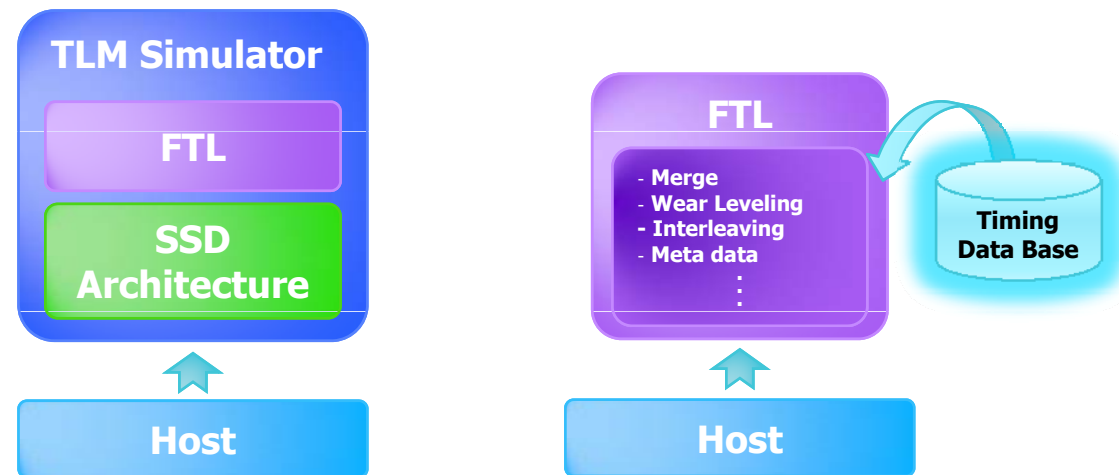 TLM Simulator
FTL
SSD
Architecture
Host
FTL
- Merge
- Wear Leveling
- Interleaving
- Meta data
.
.
.
Timing
Data Base
Host